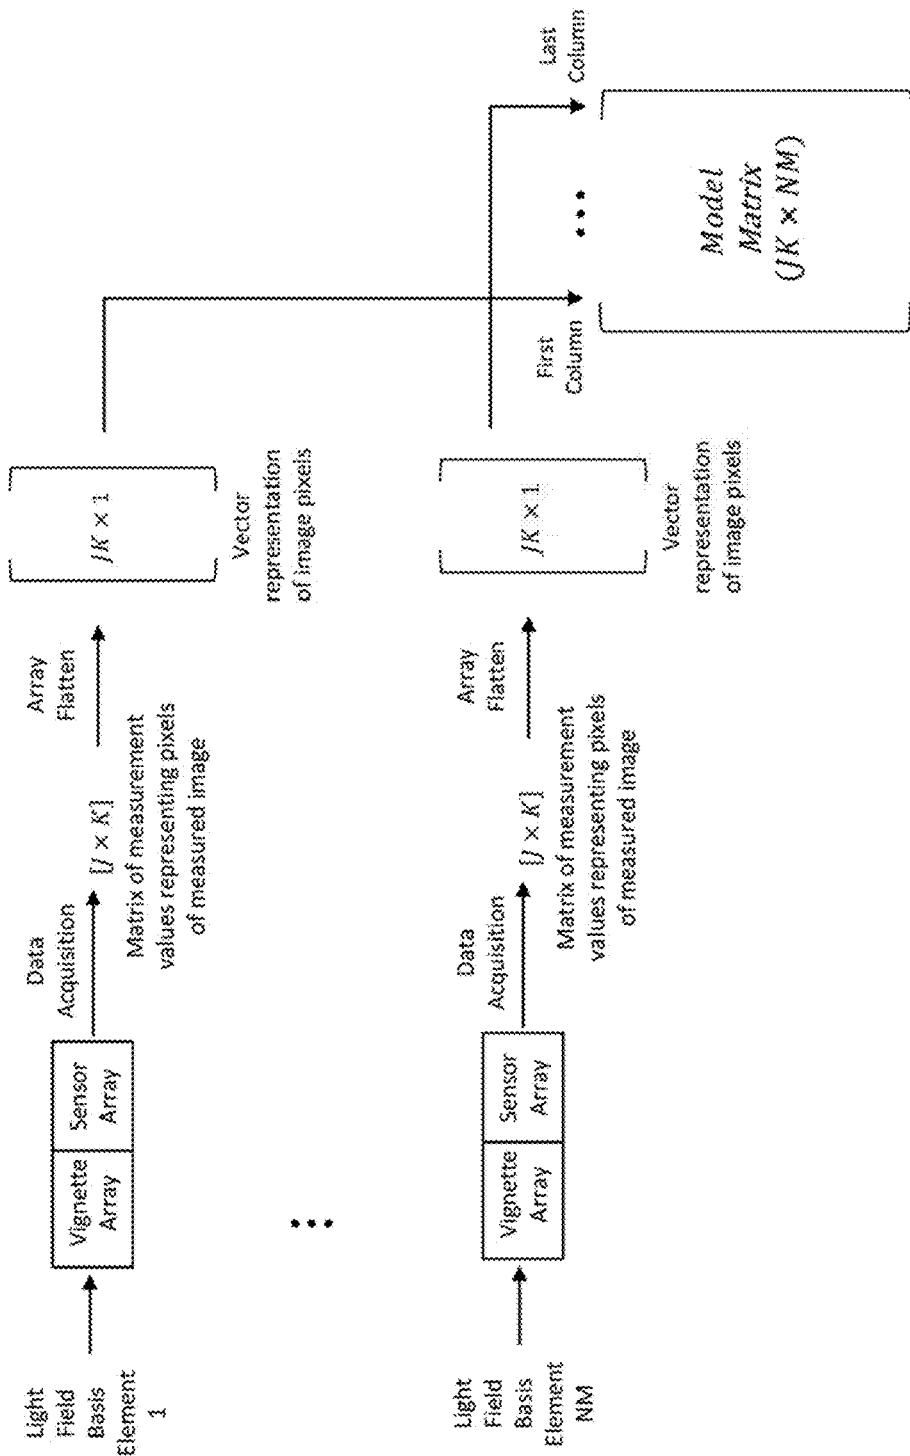 Light
Field
Basis
Element
1
Vignette
Array
Sensor
Array
Data
Acquisition
[J × K]
Matrix of measurement
values representing pixels
of measured image
Array
Flatten
JK × 1
Vector
representation
of image pixels
•••
Light
Field
Basis
Element
NM
Vignette
Array
Sensor
Array
Data
Acquisition
[J × K]
Matrix of measurement
values representing pixels
of measured image
Array
Flatten
JK × 1
Vector
representation
of image pixels
First
Column
•••
Last
Column
Model
Matrix
(JK × NM)